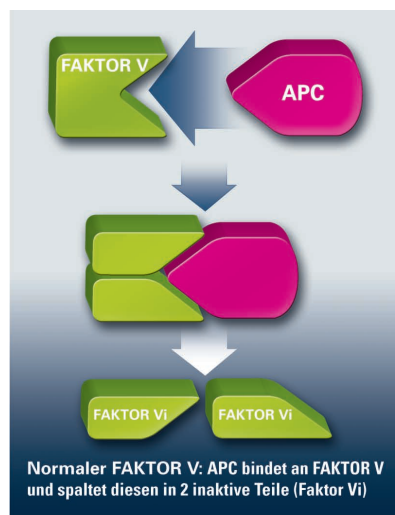 FAKTOR V
APC
FAKTOR Vi
FAKTOR Vi
Normaler FAKTOR V: APC bindet an FAKTOR V
und spaltet diesen in 2 inaktive Teile (Faktor Vi)